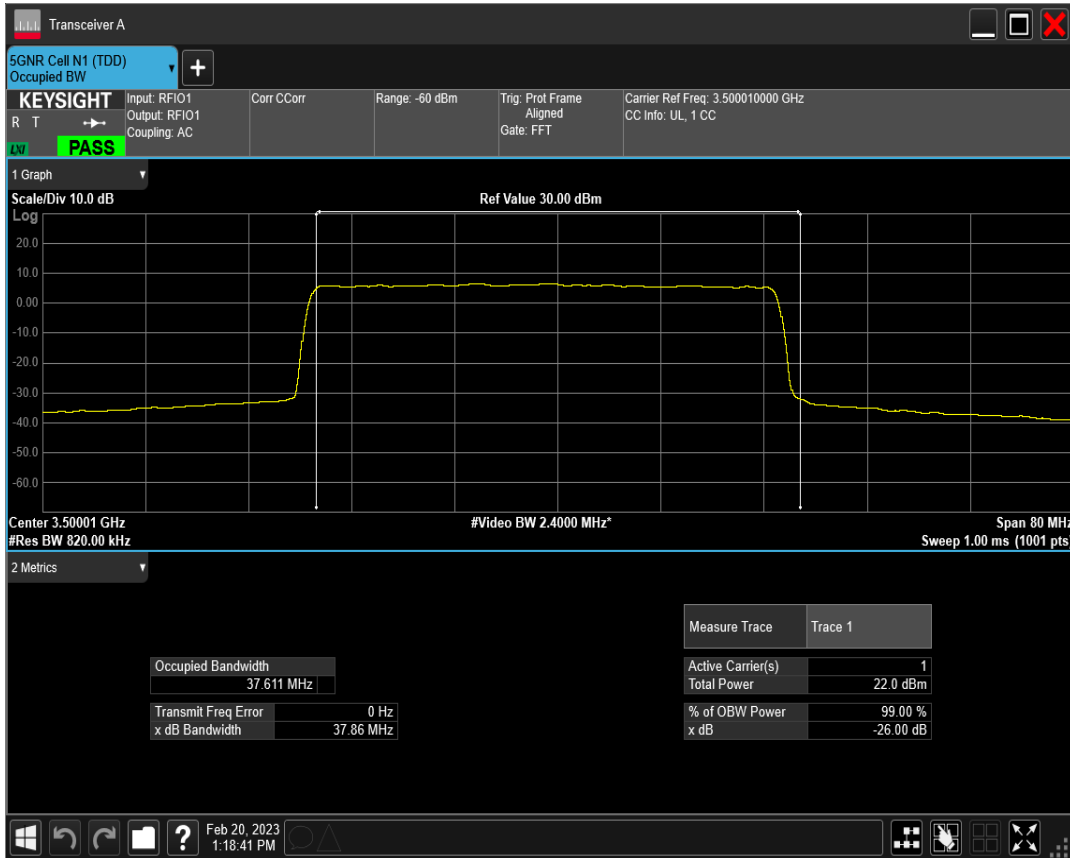 Transceiver A
5GNR Cell N1 (TDD)
Occupied BW
+
KEYSIGHT
R T
LXI
PASS
Input: RFIO1
Output: RFIO1
Coupling: AC
Corr CCorr
Range: -60 dBm
Trig: Prot Frame
Aligned
Gate: FFT
Carrier Ref Freq: 3.500010000 GHz
CC Info: UL, 1 CC
1 Graph
Scale/Div 10.0 dB
Ref Value 30.00 dBm
Log
20.0
10.0
0.00
-10.0
-20.0
-30.0
-40.0
-50.0
-60.0
Center 3.50001 GHz
#Video BW 2.4000 MHz*
Span 80 MHz
#Res BW 820.00 kHz
Sweep 1.00 ms (1001 pts)
2 Metrics
Measure Trace Trace 1
Occupied Bandwidth
37.611 MHz
Active Carrier(s) 1
Total Power 22.0 dBm
Transmit Freq Error 0 Hz
x dB Bandwidth 37.86 MHz
% of OBW Power 99.00 %
x dB -26.00 dB
?
Feb 20, 2023
1:18:41 PM